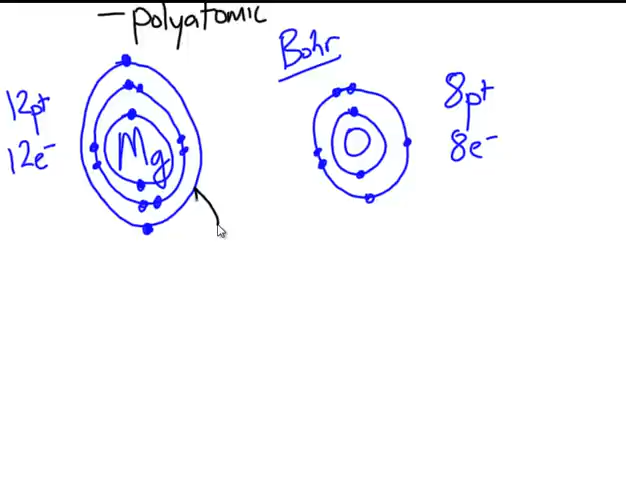 — polyatomic
Bohr
12p+
12e-
Mg
O
8p+
8e-